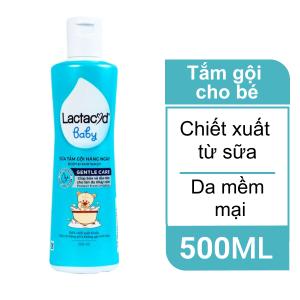 Lactacyd
baby
SỮA TẮM GỘI HÀNG NGÀY
GENTLE CARE
Tắm gội
cho bé
Chiết xuất
từ sữa
Da mềm
mại
500ML